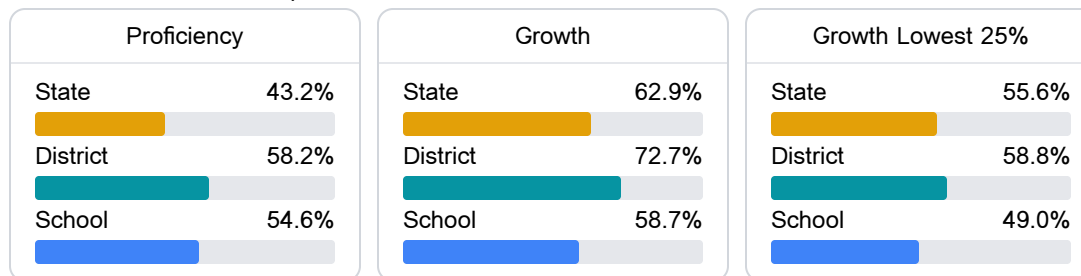 Proficiency
State 43.2%
District 58.2%
School 54.6%
Growth
State 62.9%
District 72.7%
School 58.7%
Growth Lowest 25%
State 55.6%
District 58.8%
School 49.0%